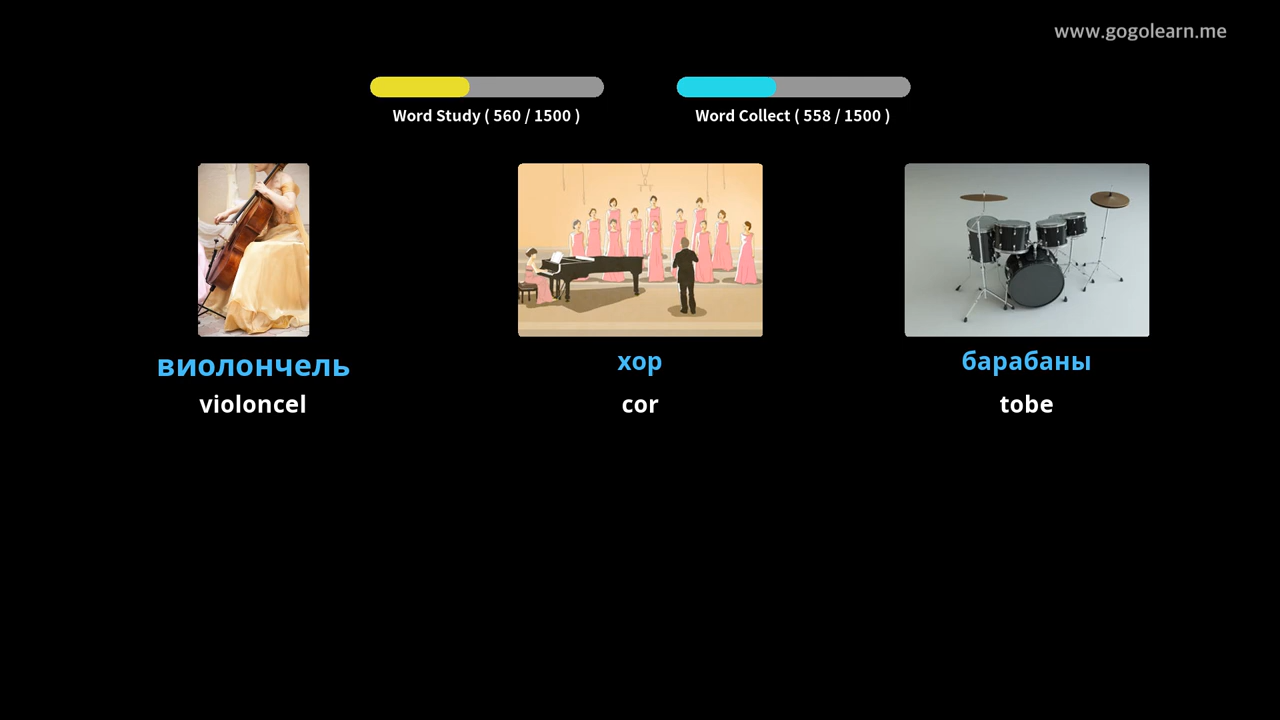 www.gogolearn.me
Word Study ( 560 / 1500 )
Word Collect ( 558 / 1500 )
виолончель
violoncel
хор
cor
барабаны
tobe